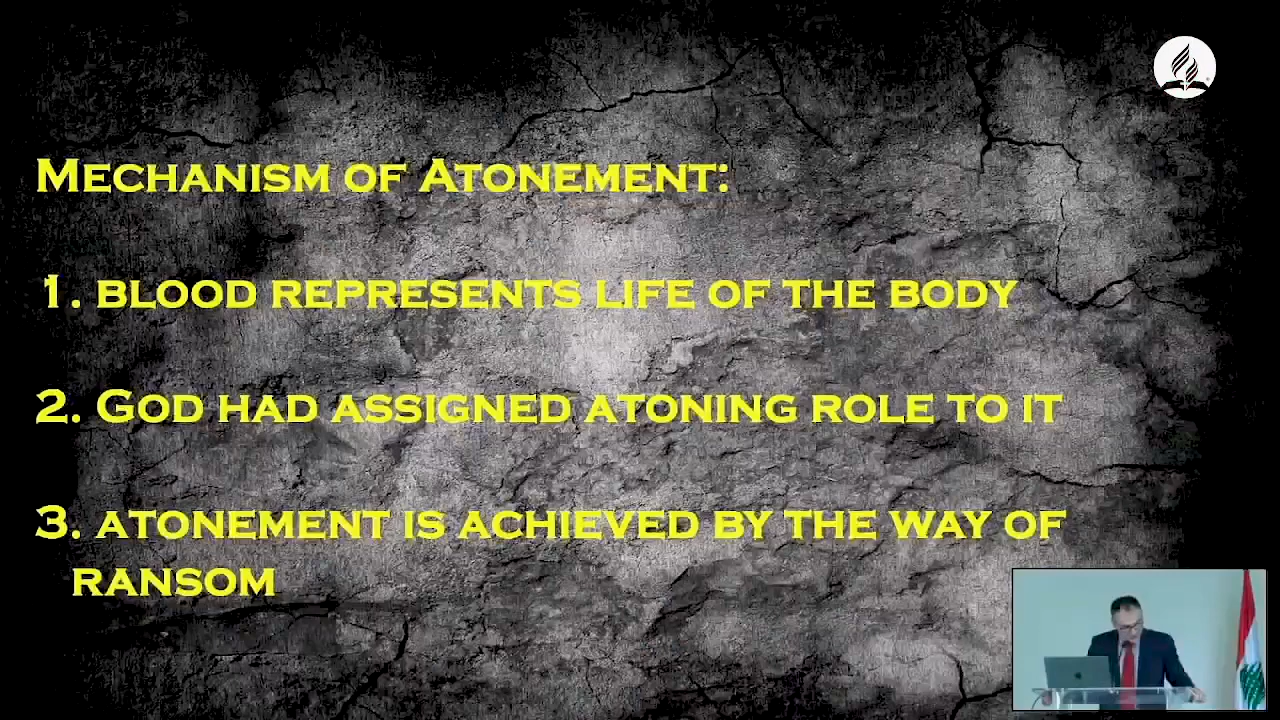 Mechanism of Atonement:
1. blood represents life of the body
2. God had assigned atoning role to it
3. atonement is achieved by the way of
ransom